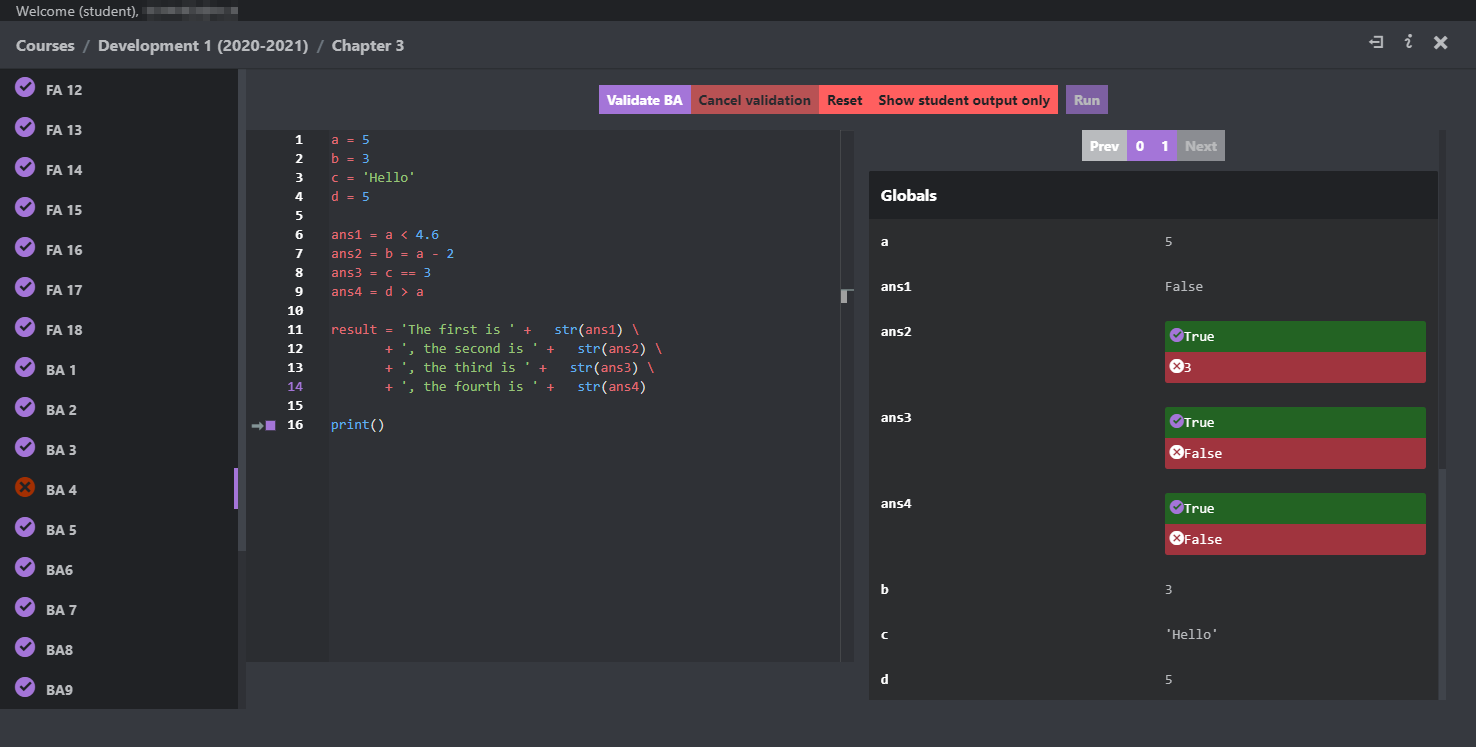 Welcome (student),
Courses / Development 1 (2020-2021) / Chapter 3
FA 12
FA 13
FA 14
FA 15
FA 16
FA 17
FA 18
BA 1
BA 2
BA 3
BA 4
BA 5
BA6
BA 7
BA8
BA9
Validate BA Cancel validation Reset Show student output only Run
1 a = 5
2 b = 3
3 c = 'Hello'
4 d = 5
5
6 ans1 = a < 4.6
7 ans2 = b = a - 2
8 ans3 = c == 3
9 ans4 = d > a
10
11 result = 'The first is ' +   str(ans1) \
12        + ', the second is ' +   str(ans2) \
13        + ', the third is ' +   str(ans3) \
14        + ', the fourth is ' +   str(ans4)
15
16 print()
Prev 0 1 Next
Globals
a 5
ans1 False
ans2 True
3
ans3 True
False
ans4 True
False
b 3
c 'Hello'
d 5